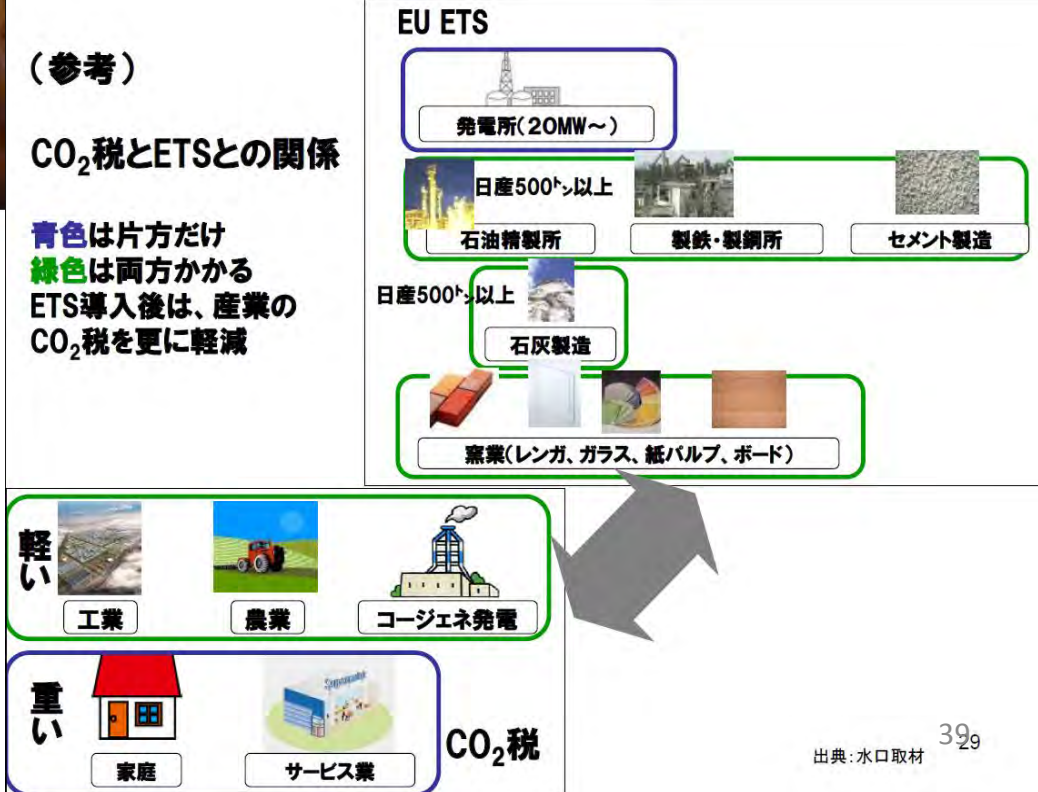 (参考)
CO₂税とETSとの関係
青色は片方だけ
緑色は両方かかる
ETS導入後は、産業の
CO₂税を更に軽減
EU ETS
発電所(20MW~)
日産500㌧以上
石油精製所
製鉄・製鋼所
セメント製造
日産500㌧以上
石灰製造
窯業(レンガ、ガラス、紙パルプ、ボード)
軽い
工業
農業
コージェネ発電
重い
家庭
サービス業
CO₂税
Supermarket
出典:水口取材
39
29